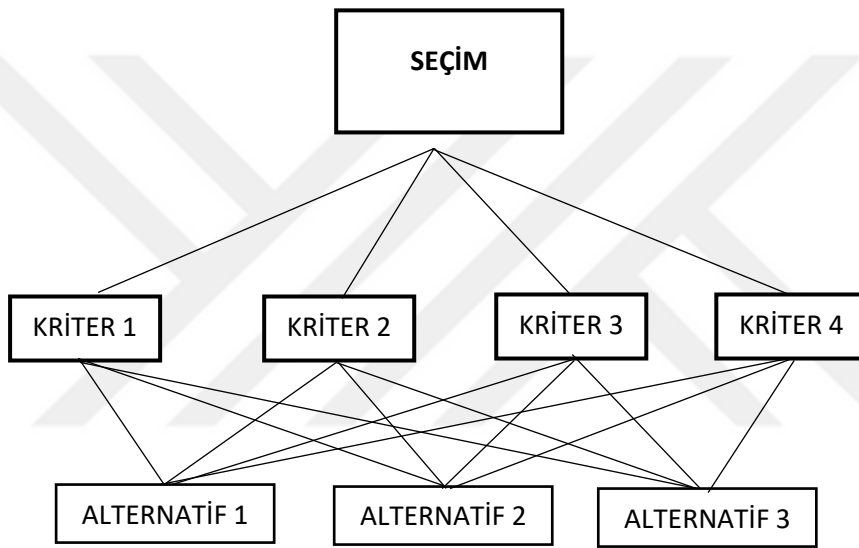 SEÇİM
KRİTER 1
KRİTER 2
KRİTER 3
KRİTER 4
ALTERNATİF 1
ALTERNATİF 2
ALTERNATİF 3